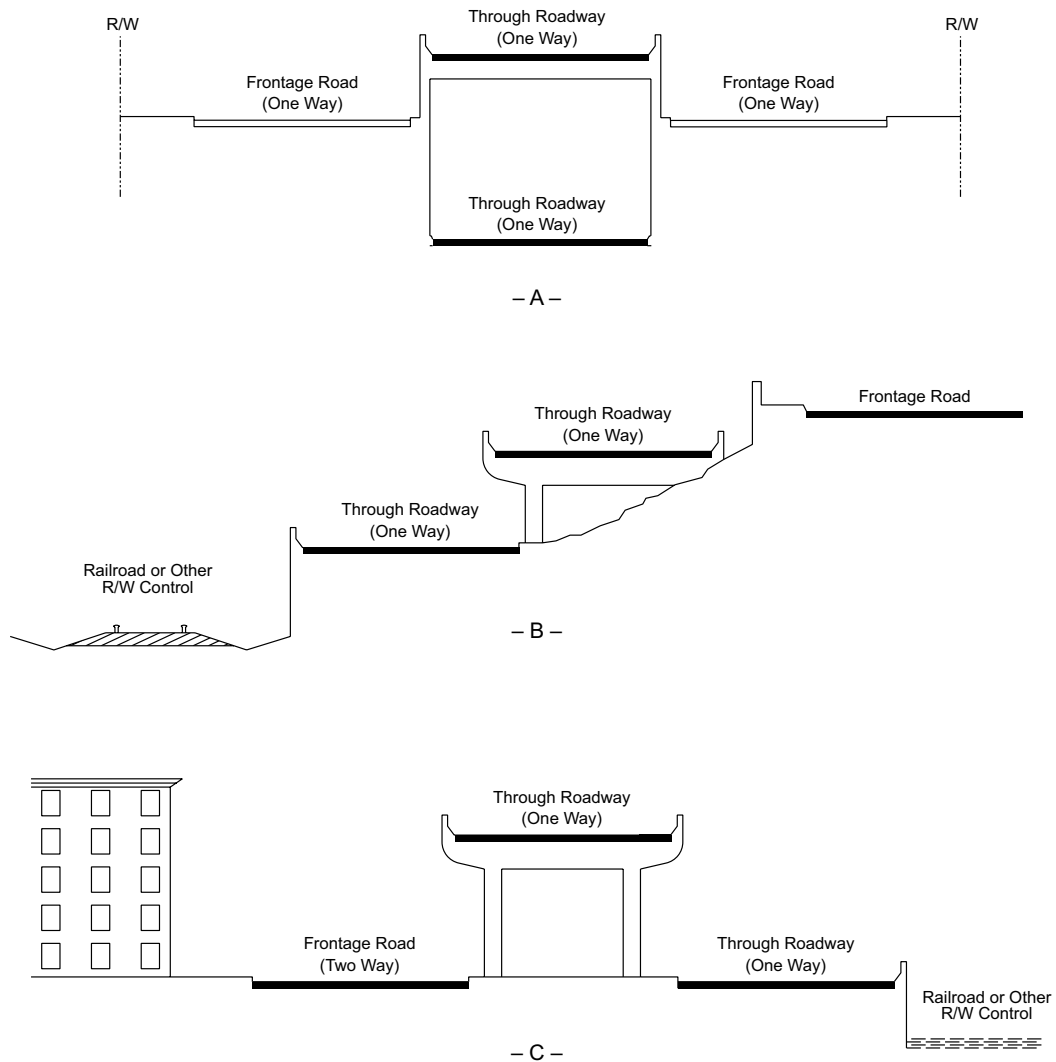 R/W
Through Roadway
(One Way)
R/W
Frontage Road
(One Way)
Frontage Road
(One Way)
Through Roadway
(One Way)
– A –
Frontage Road
Through Roadway
(One Way)
Through Roadway
(One Way)
Railroad or Other
R/W Control
– B –
Through Roadway
(One Way)
Frontage Road
(Two Way)
Through Roadway
(One Way)
Railroad or Other
R/W Control
– C –